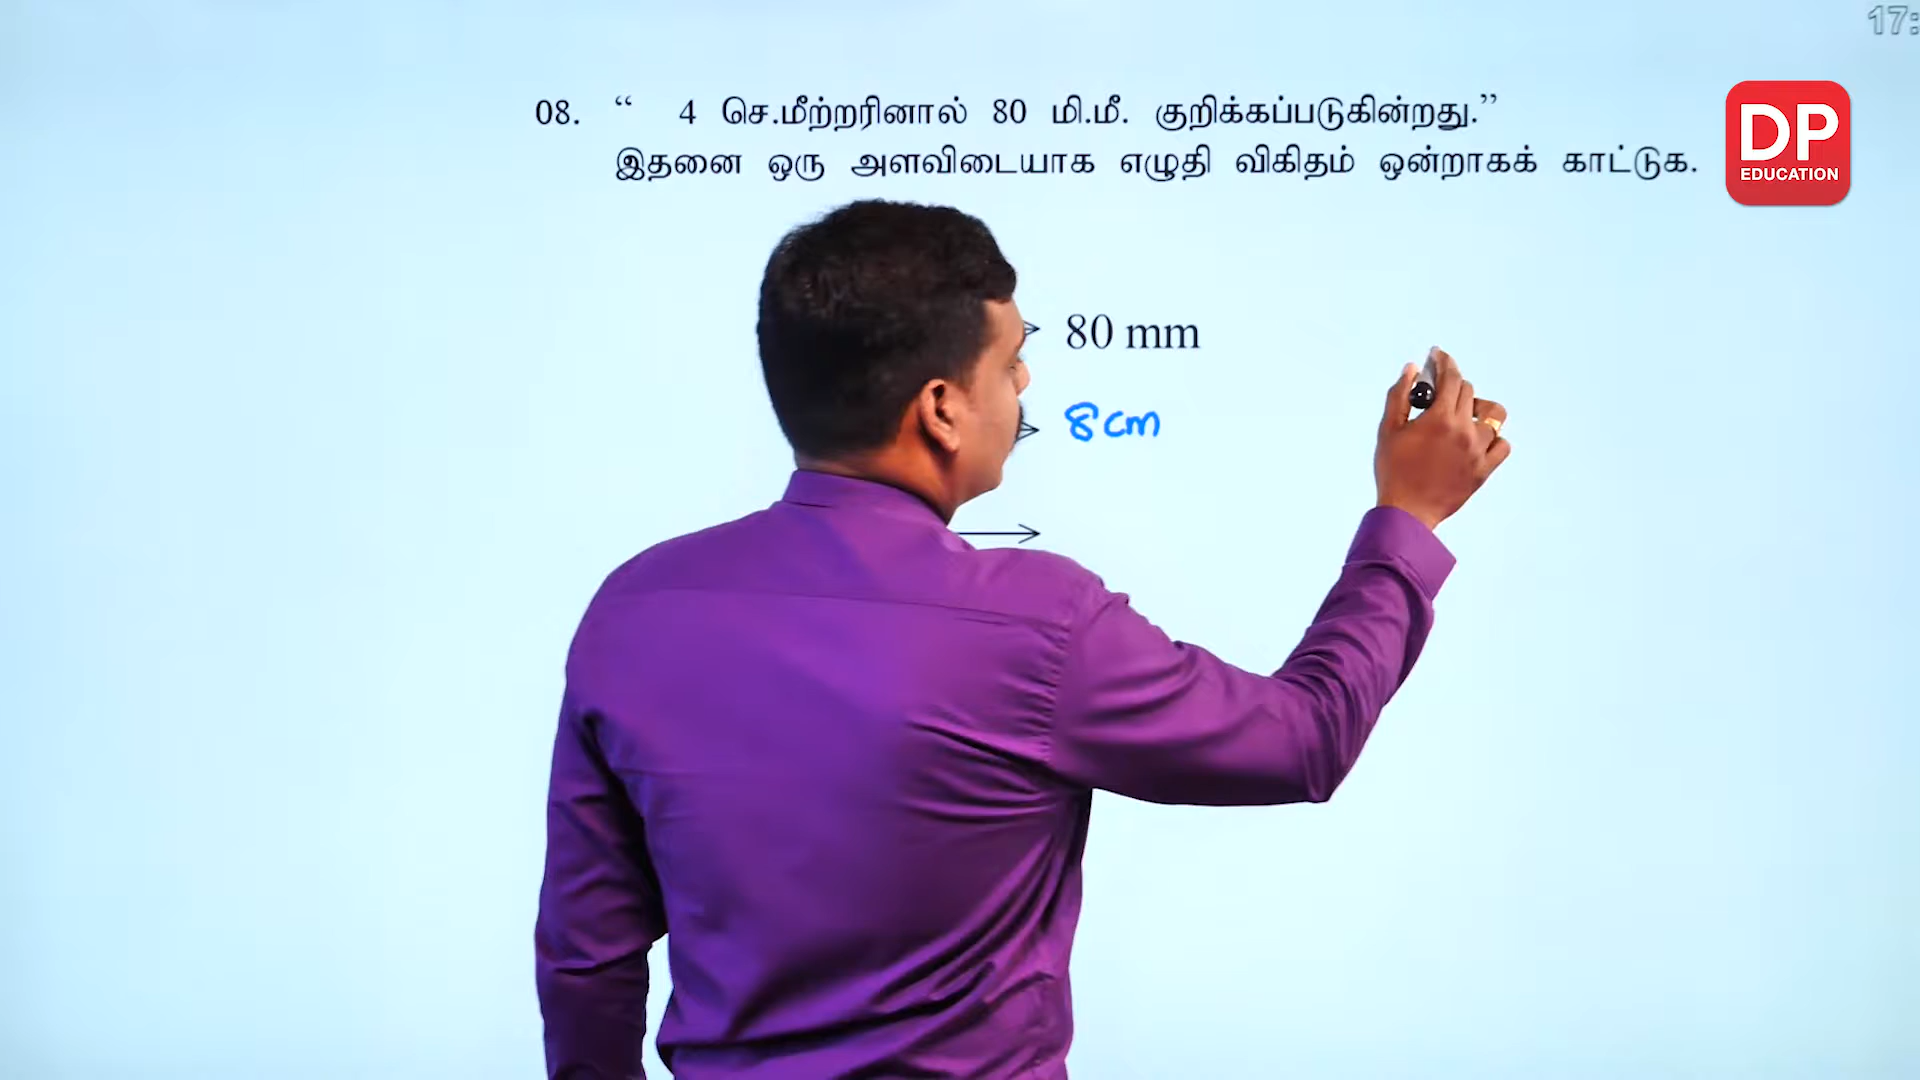 17:
08. “ 4 செ.மீற்றரினால் 80 மி.மீ. குறிக்கப்படுகின்றது.”
இதனை ஒரு அளவிடையாக எழுதி விகிதம் ஒன்றாகக் காட்டுக.
DP
EDUCATION
80 mm
8cm